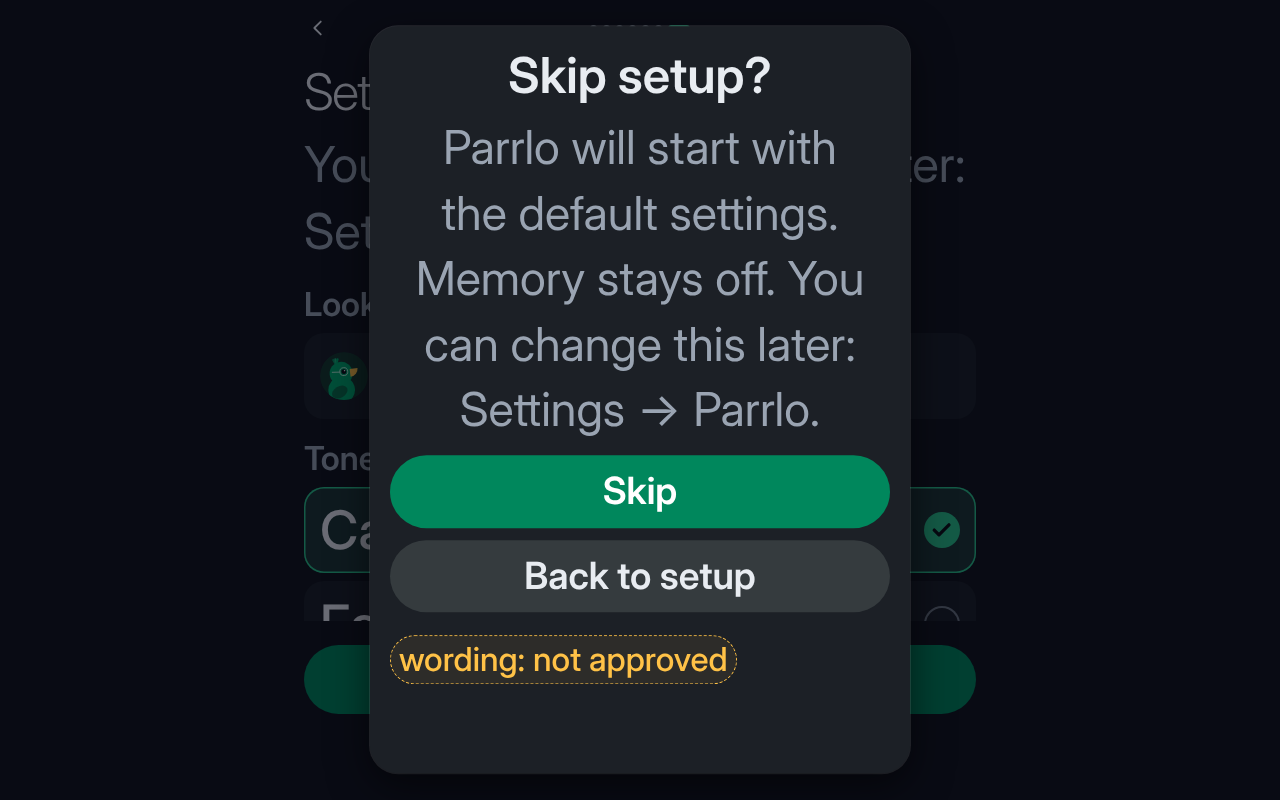 Skip setup?
Parrlo will start with
the default settings.
Memory stays off. You
can change this later:
Settings → Parrlo.
Skip
Back to setup
wording: not approved